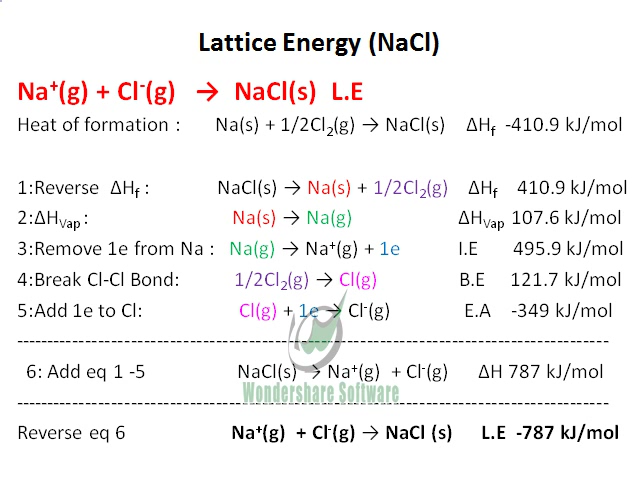 Lattice Energy (NaCl)
Na⁺(g) + Cl⁻(g) → NaCl(s) L.E
Heat of formation : Na(s) + 1/2Cl₂(g) → NaCl(s) ΔHf -410.9 kJ/mol
1:Reverse ΔHf : NaCl(s) → Na(s) + 1/2Cl₂(g) ΔHf 410.9 kJ/mol
2:ΔHVap : Na(s) → Na(g) ΔHVap 107.6 kJ/mol
3:Remove 1e from Na : Na(g) → Na⁺(g) + 1e I.E 495.9 kJ/mol
4:Break Cl-Cl Bond: 1/2Cl₂(g) → Cl(g) B.E 121.7 kJ/mol
5:Add 1e to Cl: Cl(g) + 1e → Cl⁻(g) E.A -349 kJ/mol
6: Add eq 1 -5 NaCl(s) → Na⁺(g) + Cl⁻(g) ΔH 787 kJ/mol
Wondershare Software
Reverse eq 6 Na⁺(g) + Cl⁻(g) → NaCl (s) L.E -787 kJ/mol